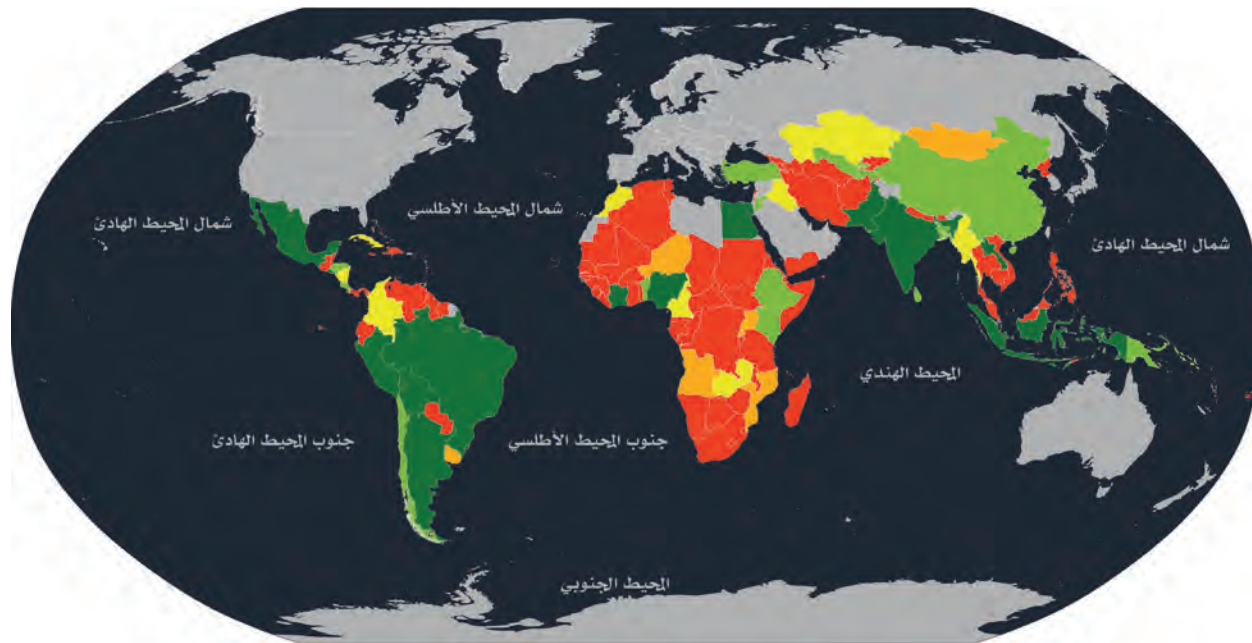 شمال المحيط الأطلسي
شمال المحيط الهادئ
شمال المحيط الهادئ
المحيط الهندي
جنوب المحيط الأطلسي
جنوب المحيط الهادئ
المحيط الجنوبي